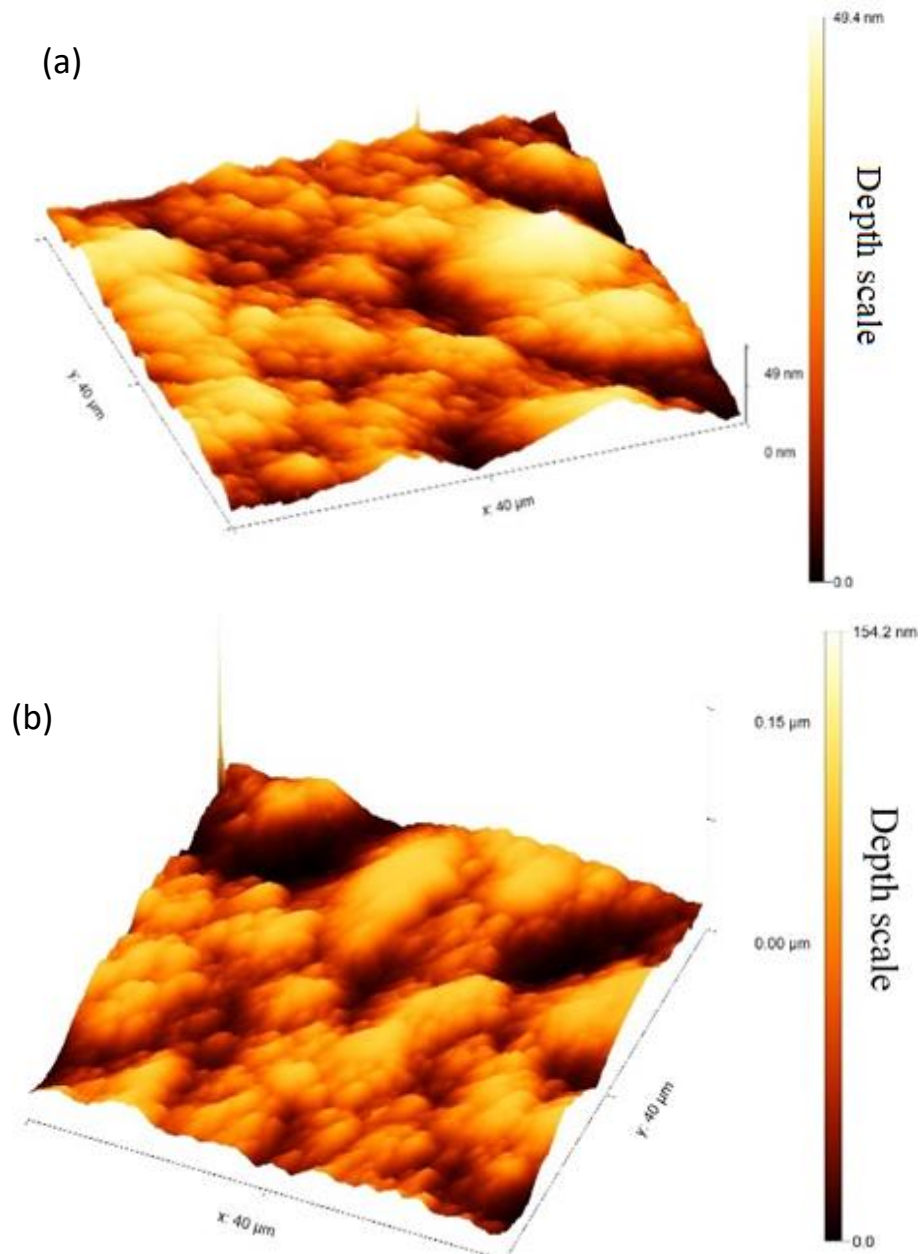 (a)
49.4 nm
Depth scale
0.0
49 nm
0 nm
y: 40 µm
x: 40 µm
(b)
154.2 nm
Depth scale
0.0
0.15 µm
0.00 µm
y: 40 µm
x: 40 µm